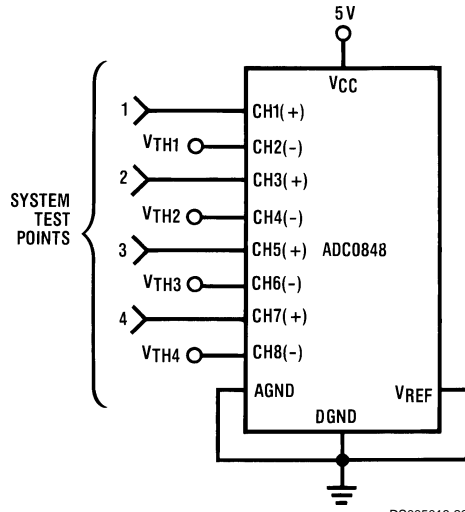 5 V
VCC
1
CH1(+)
VTH1
CH2(-)
2
CH3(+)
SYSTEM
TEST
POINTS
VTH2
CH4(-)
3
CH5(+)
ADC0848
VTH3
CH6(-)
4
CH7(+)
VTH4
CH8(-)
AGND
VREF
DGND